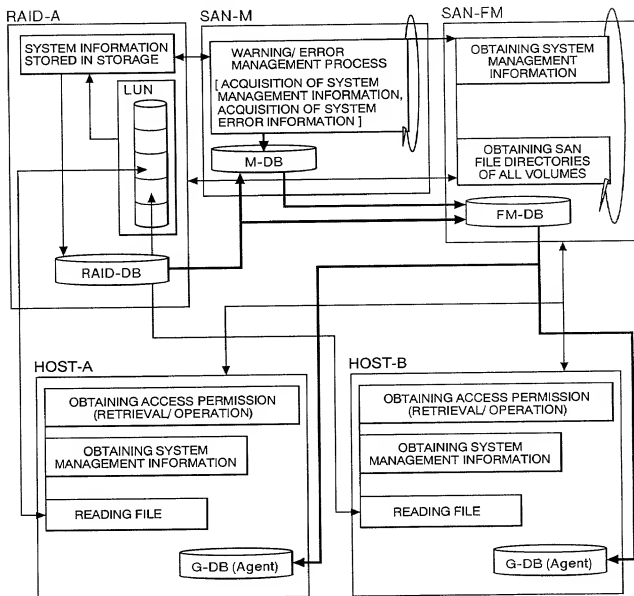 RAID-A
SYSTEM INFORMATION
STORED IN STORAGE
LUN
RAID-DB
SAN-M
WARNING/ ERROR
MANAGEMENT PROCESS
[ ACQUISITION OF SYSTEM
MANAGEMENT INFORMATION,
ACQUISITION OF SYSTEM
ERROR INFORMATION ]
M-DB
SAN-FM
OBTAINING SYSTEM
MANAGEMENT
INFORMATION
OBTAINING SAN
FILE DIRECTORIES
OF ALL VOLUMES
FM-DB
HOST-A
OBTAINING ACCESS PERMISSION
(RETRIEVAL/ OPERATION)
OBTAINING SYSTEM
MANAGEMENT INFORMATION
READING FILE
G-DB (Agent)
HOST-B
OBTAINING ACCESS PERMISSION
(RETRIEVAL/ OPERATION)
OBTAINING SYSTEM
MANAGEMENT INFORMATION
READING FILE
G-DB (Agent)